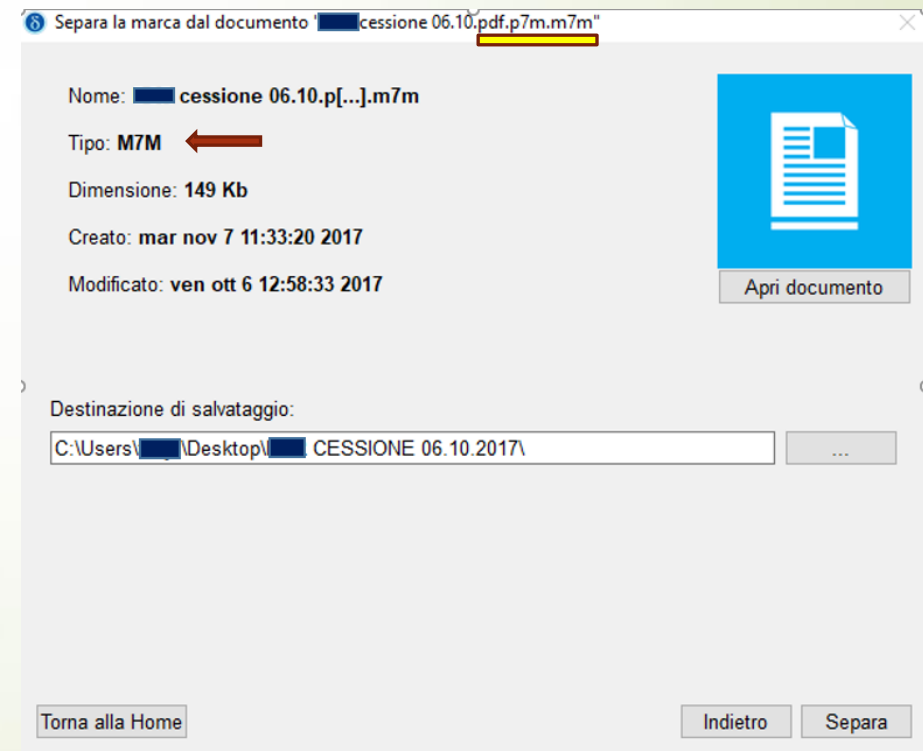 Separa la marca dal documento "cessione 06.10.pdf.p7m.m7m"
Nome: cessione 06.10.p[...].m7m
Tipo: M7M
Dimensione: 149 Kb
Creato: mar nov 7 11:33:20 2017
Modificato: ven ott 6 12:58:33 2017
Apri documento
Destinazione di salvataggio:
C:\Users\ \Desktop\ CESSIONE 06.10.2017\
...
Torna alla Home
Indietro
Separa